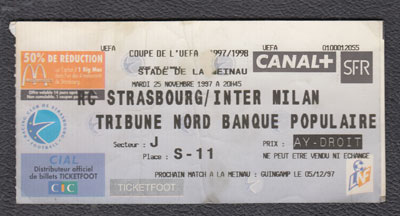 UEFA COUPE DE L'UEFA 1997/1998 UEFA 0100012055
50% DE RÉDUCTION
McDonald's
STADE DE LA MEINAU
CANAL+ SFR
MARDI 25 NOVEMBRE 1997 A 20H45
RC STRASBOURG/INTER MILAN
TRIBUNE NORD BANQUE POPULAIRE
Secteur : J PRIX : AY-DROIT
Place : S-11 NE PEUT ETRE VENDU NI ECHANGE
CIAL
Distributeur officiel
de billets TICKETFOOT
CIC TICKETFOOT
PROCHAIN MATCH A LA MEINAU : GUINGAMP LE 05/12/97